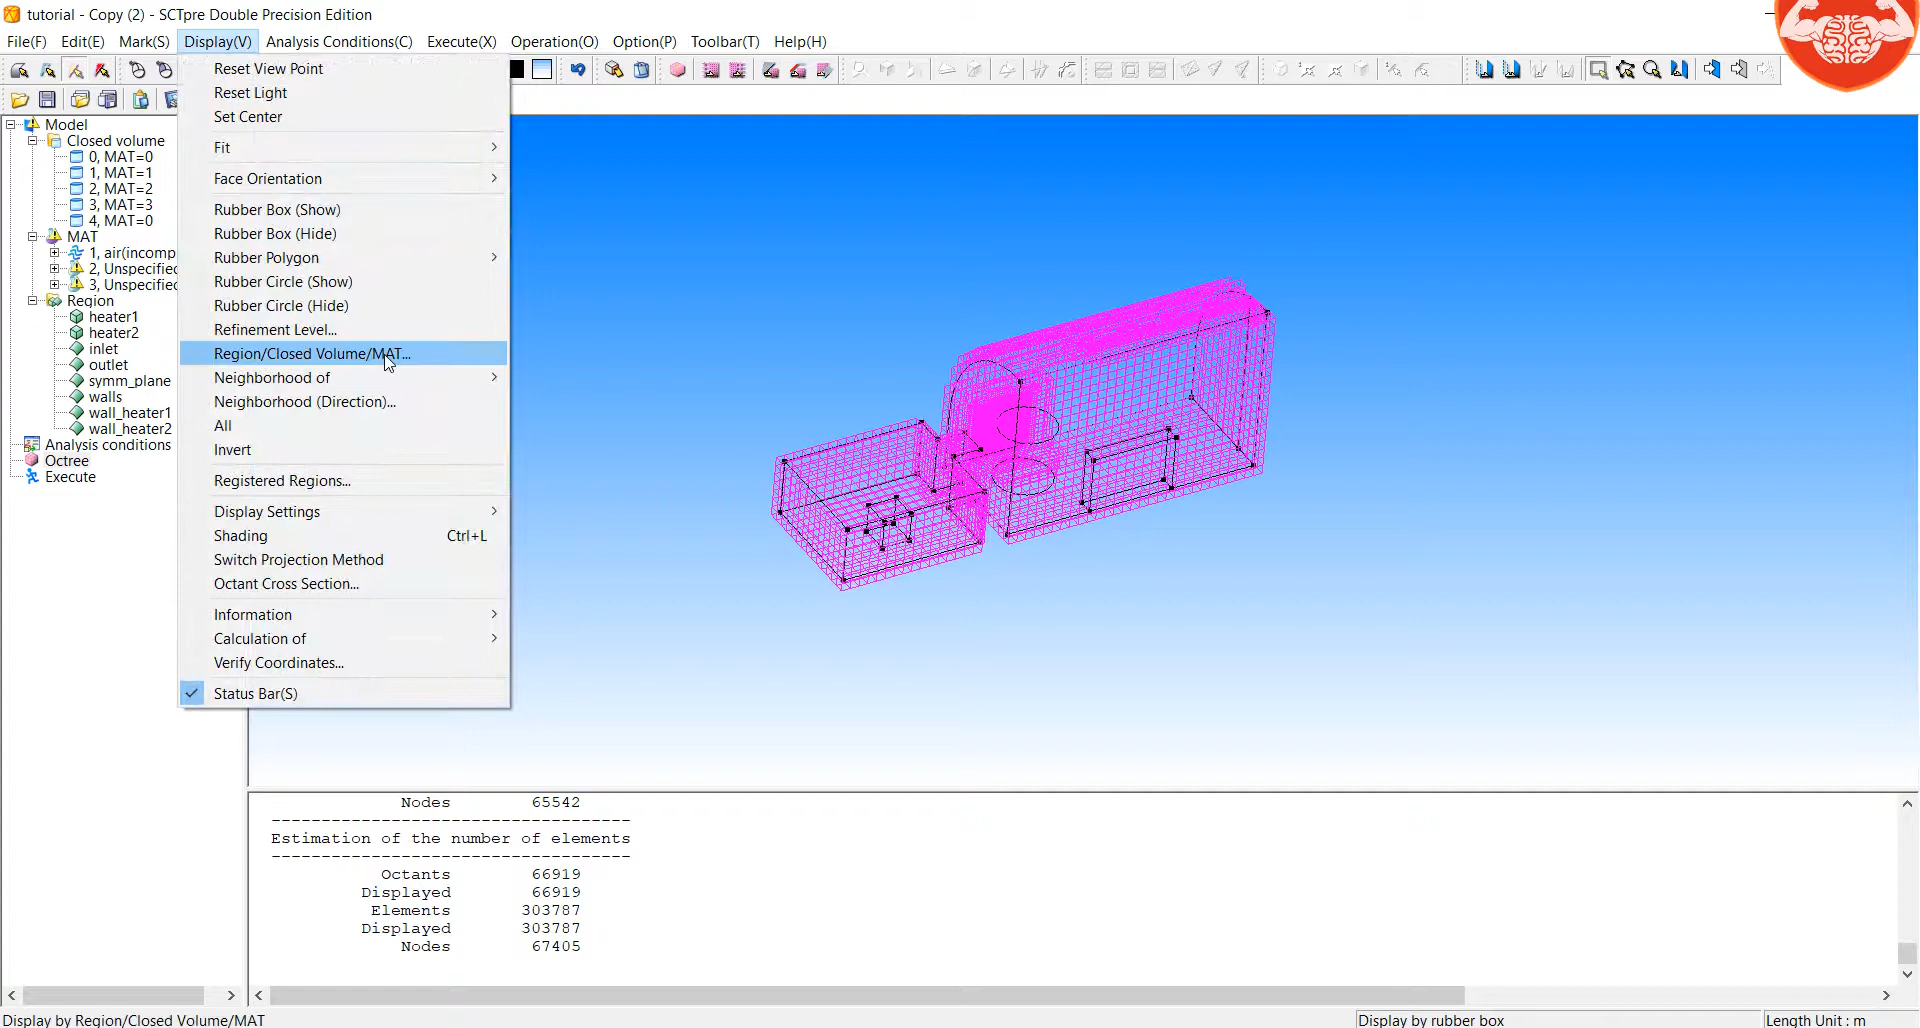 tutorial - Copy (2) - SCTpre Double Precision Edition
File(F) Edit(E) Mark(S) Display(V) Analysis Conditions(C) Execute(X) Operation(O) Option(P) Toolbar(T) Help(H)
Reset View Point
Reset Light
Set Center
Fit
Face Orientation
Rubber Box (Show)
Rubber Box (Hide)
Rubber Polygon
Rubber Circle (Show)
Rubber Circle (Hide)
Refinement Level...
Region/Closed Volume/MAT...
Neighborhood of
Neighborhood (Direction)...
All
Invert
Registered Regions...
Display Settings
Shading Ctrl+L
Switch Projection Method
Octant Cross Section...
Information
Calculation of
Verify Coordinates...
Status Bar(S)
Model
Closed volume
0, MAT=0
1, MAT=1
2, MAT=2
3, MAT=3
4, MAT=0
MAT
1, air(incomp
2, Unspecified
3, Unspecified
Region
heater1
heater2
inlet
outlet
symm_plane
walls
wall_heater1
wall_heater2
Analysis conditions
Octree
Execute
Nodes 65542
------------------------------------
Estimation of the number of elements
------------------------------------
Octants 66919
Displayed 66919
Elements 303787
Displayed 303787
Nodes 67405
Display by Region/Closed Volume/MAT
Display by rubber box
Length Unit : m